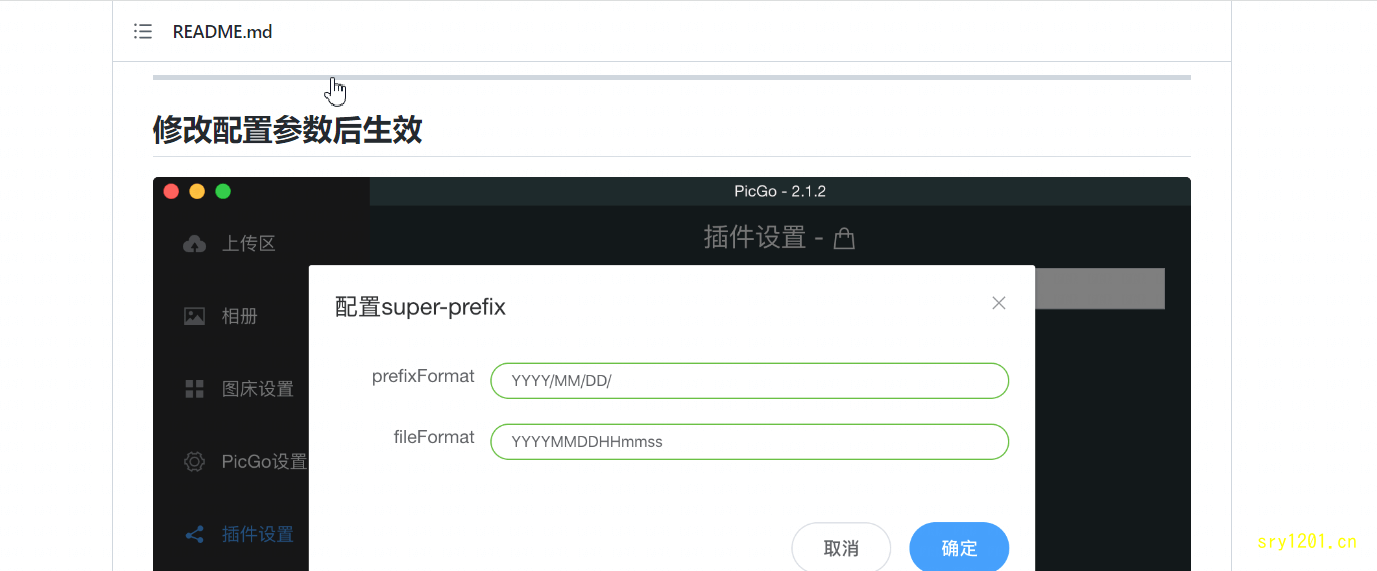 README.md
修改配置参数后生效
PicGo - 2.1.2
插件设置 -
上传区
相册
图床设置
PicGo设置
插件设置
配置super-prefix
prefixFormat
YYYY/MM/DD/
fileFormat
YYYYMMDDHHmmss
取消
确定
sry1201.cn